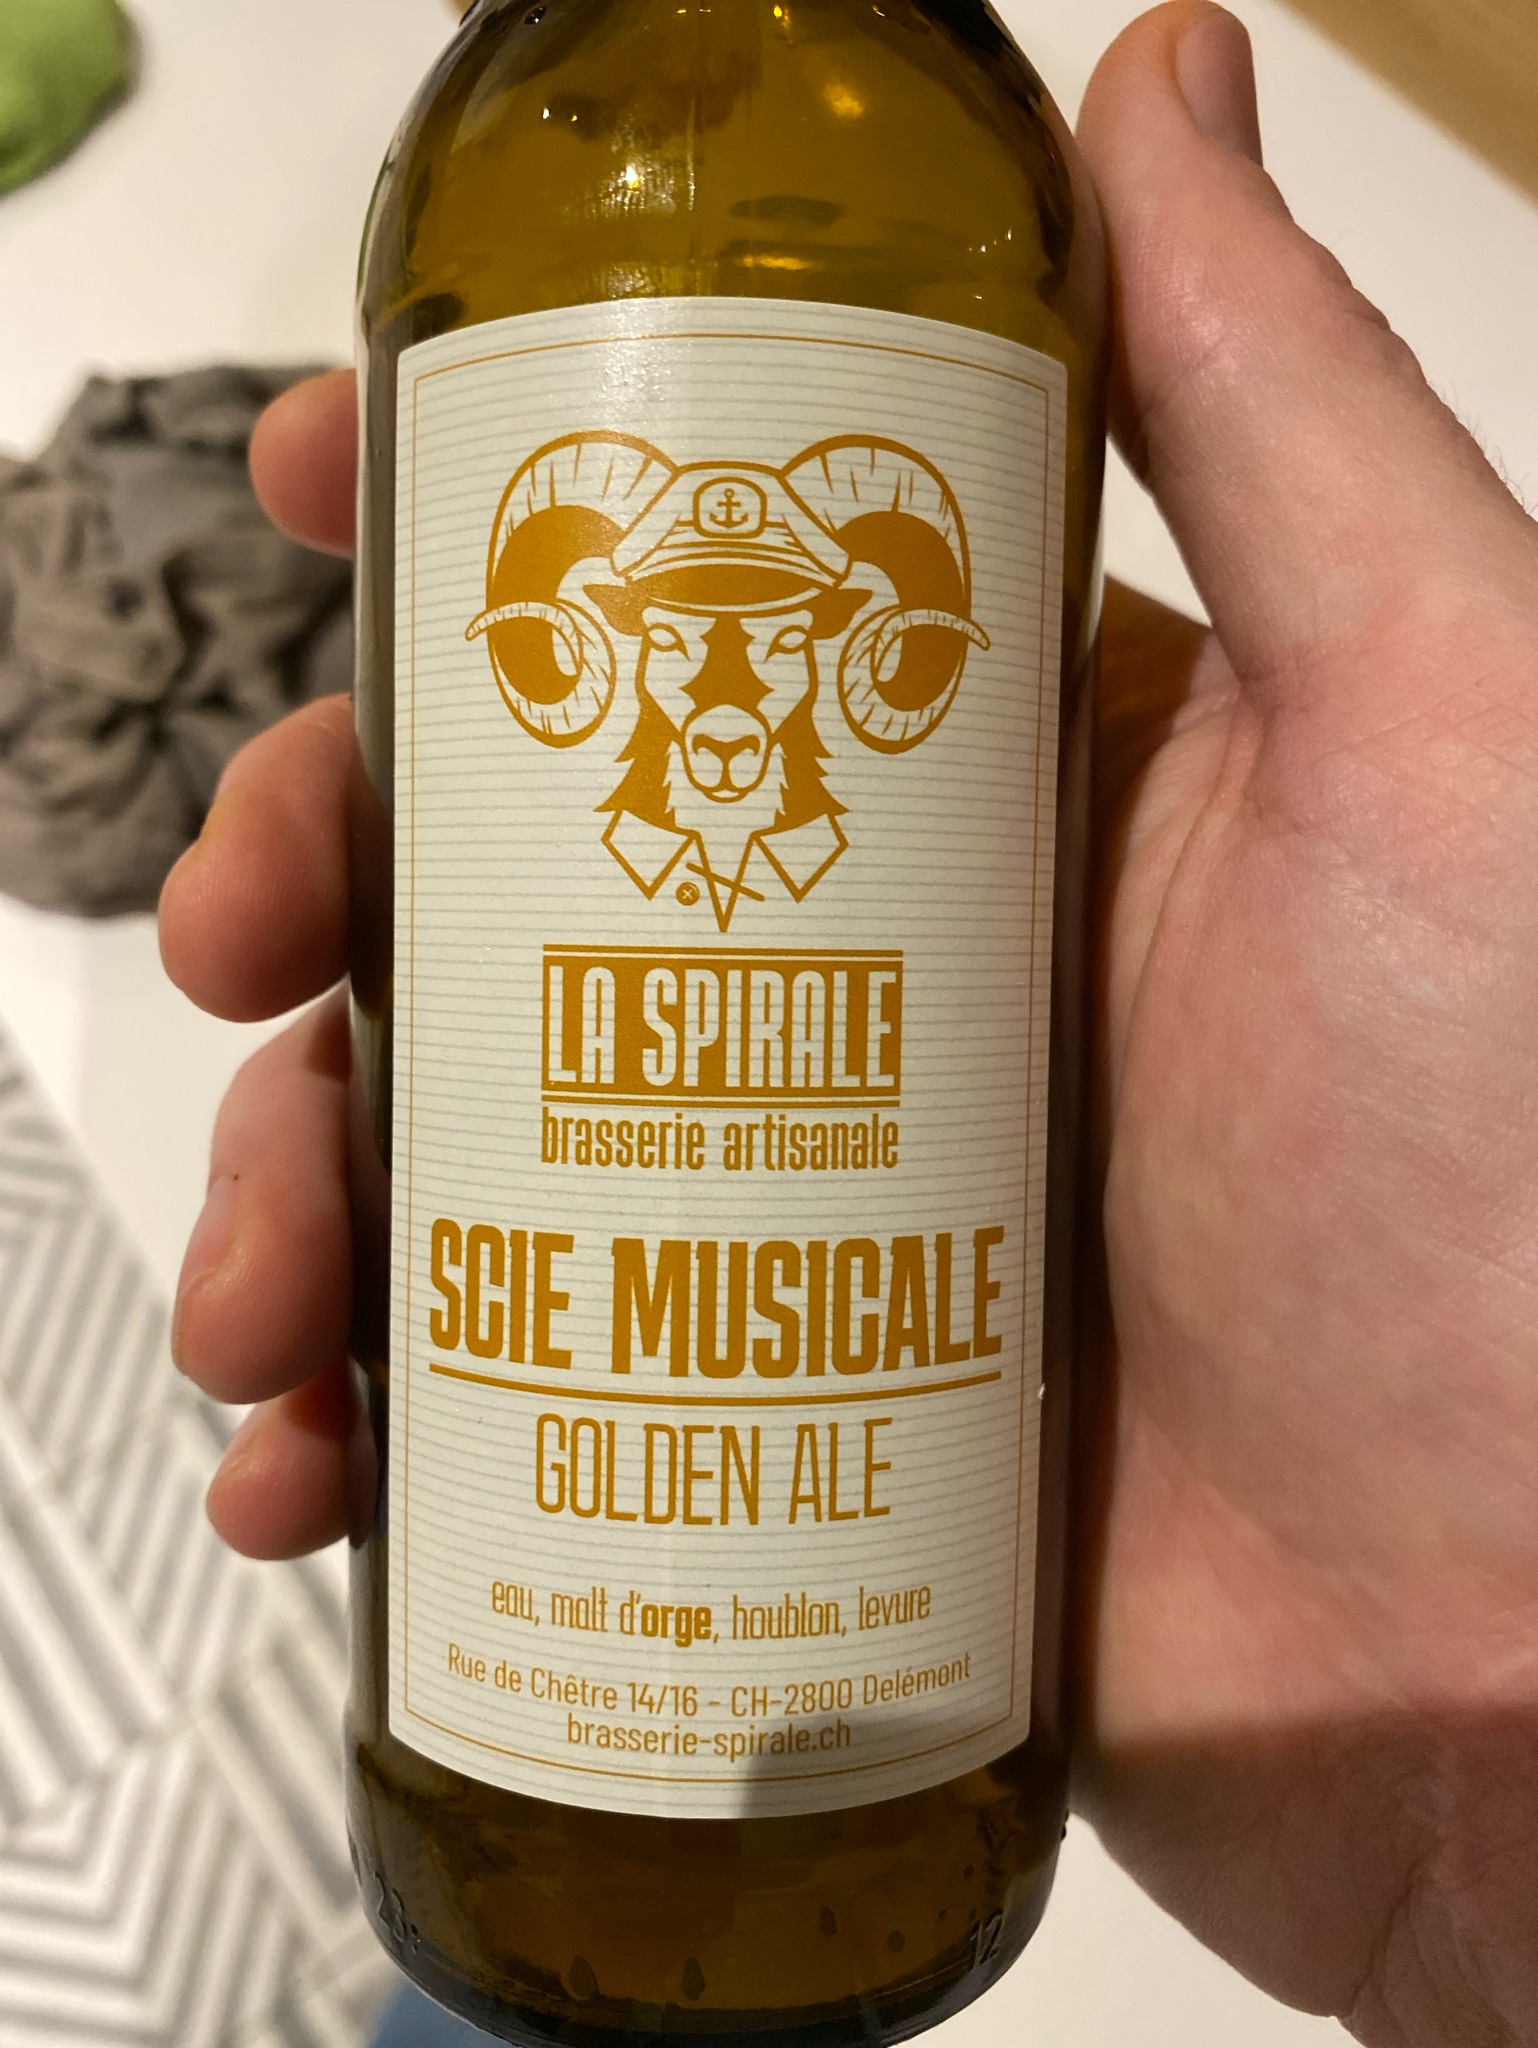 LA SPIRALE
brasserie artisanale
SCIE MUSICALE
GOLDEN ALE
eau, malt d'orge, houblon, levure
Rue de Chêtre 14/16 - CH-2800 Delémont
brasserie-spirale.ch
12